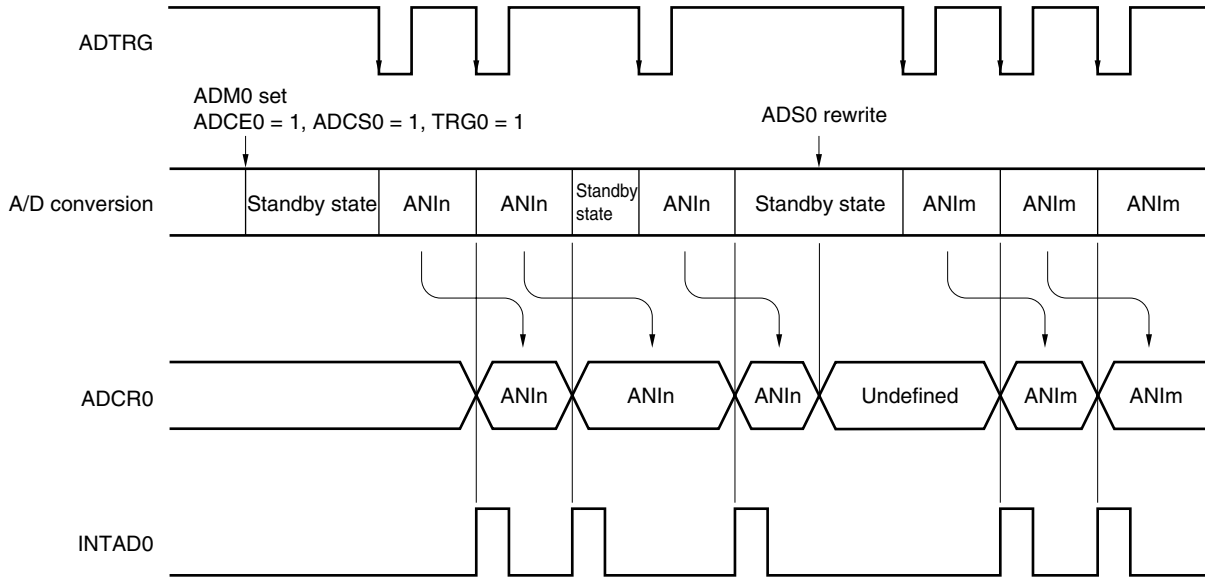 ADTRG
ADM0 set
ADCE0 = 1, ADCS0 = 1, TRG0 = 1
ADS0 rewrite
A/D conversion
Standby state
ANIn
ANIn
Standby
state
ANIn
Standby state
ANIm
ANIm
ANIm
ADCR0
ANIn
ANIn
ANIn
Undefined
ANIm
ANIm
INTAD0